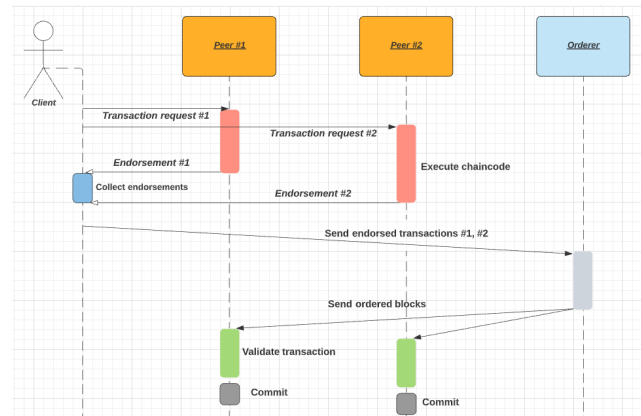 Peer #1
Peer #2
Orderer
Client
Transaction request #1
Transaction request #2
Endorsement #1
Execute chaincode
Collect endorsements
Endorsement #2
Send endorsed transactions #1, #2
Send ordered blocks
Validate transaction
Commit
Commit